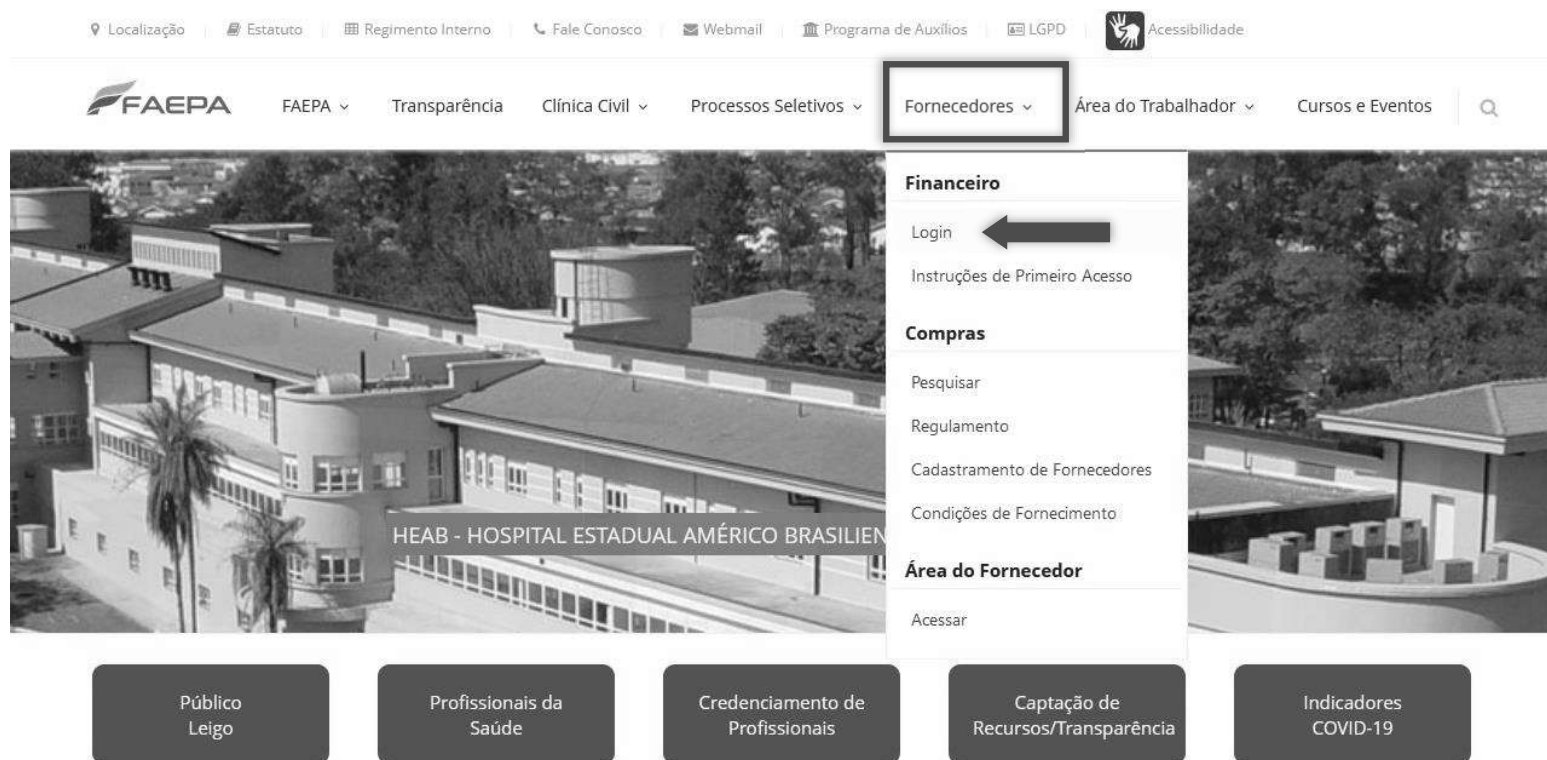 Localização
Estatuto
Regimento Interno
Fale Conosco
Webmail
Programa de Auxílios
LGPD
Acessibilidade
FAEPA
FAEPA
Transparência
Clínica Civil
Processos Seletivos
Fornecedores
Área do Trabalhador
Cursos e Eventos
Financeiro
Login
Instruções de Primeiro Acesso
Compras
Pesquisar
Regulamento
Cadastramento de Fornecedores
Condições de Fornecimento
Área do Fornecedor
Acessar
HEAB - HOSPITAL ESTADUAL AMÉRICO BRASILIEN
Público
Leigo
Profissionais da
Saúde
Credenciamento de
Profissionais
Captação de
Recursos/Transparência
Indicadores
COVID-19